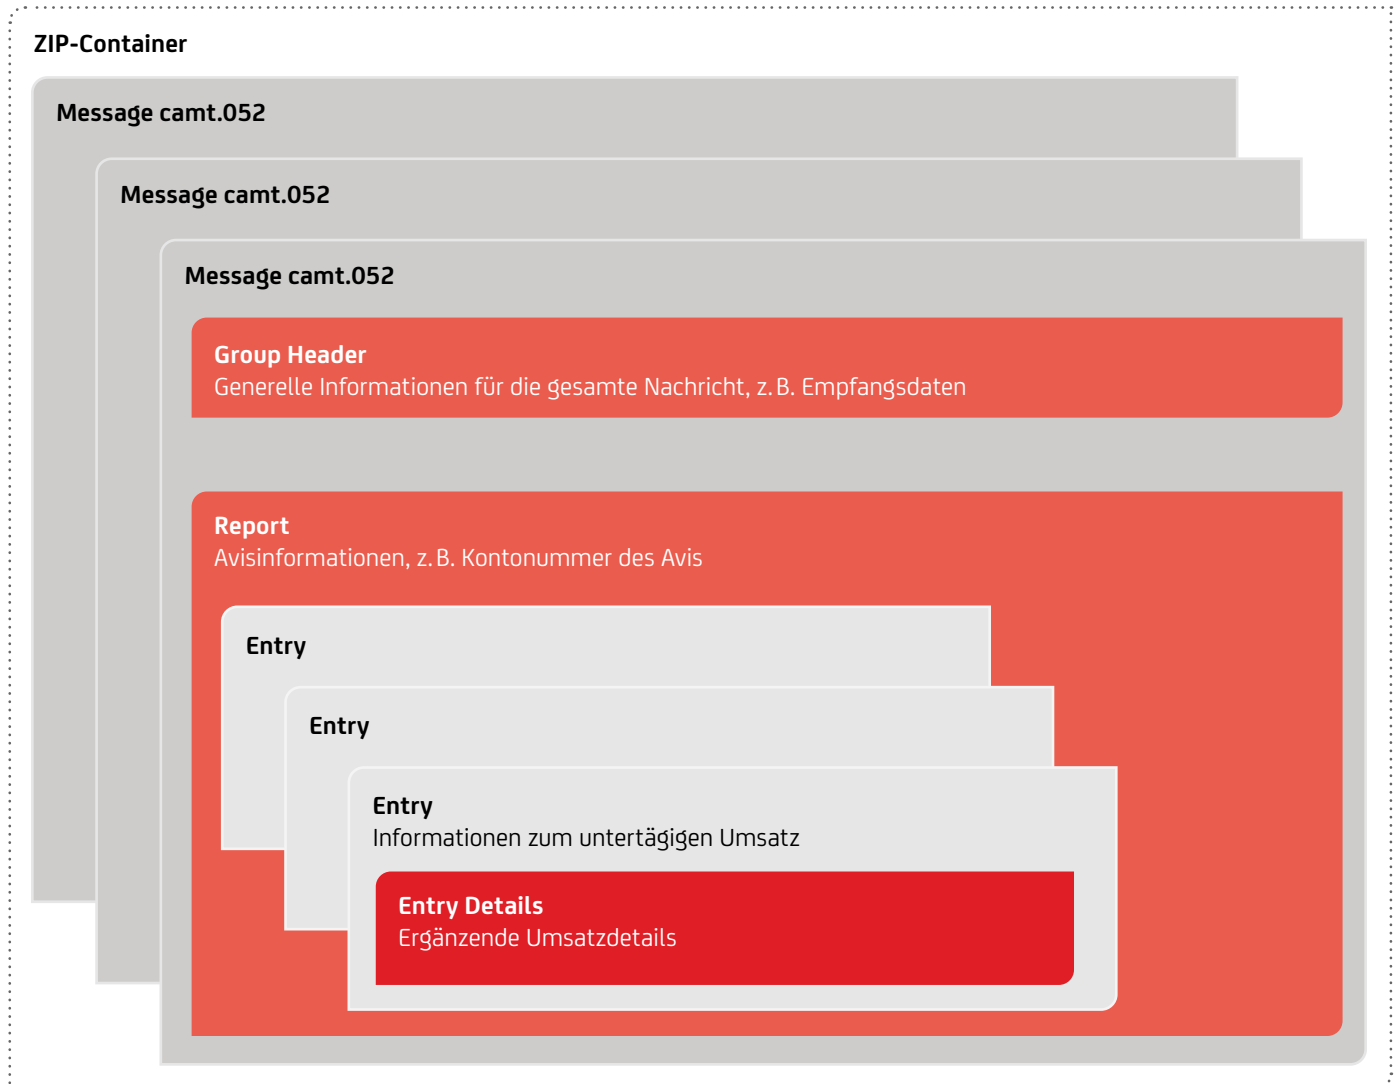 ZIP-Container
Message camt.052
Message camt.052
Message camt.052
Group Header
Generelle Informationen für die gesamte Nachricht, z. B. Empfangsdaten
Report
Avisinformationen, z. B. Kontonummer des Avis
Entry
Entry
Entry
Informationen zum untertägigen Umsatz
Entry Details
Ergänzende Umsatzdetails